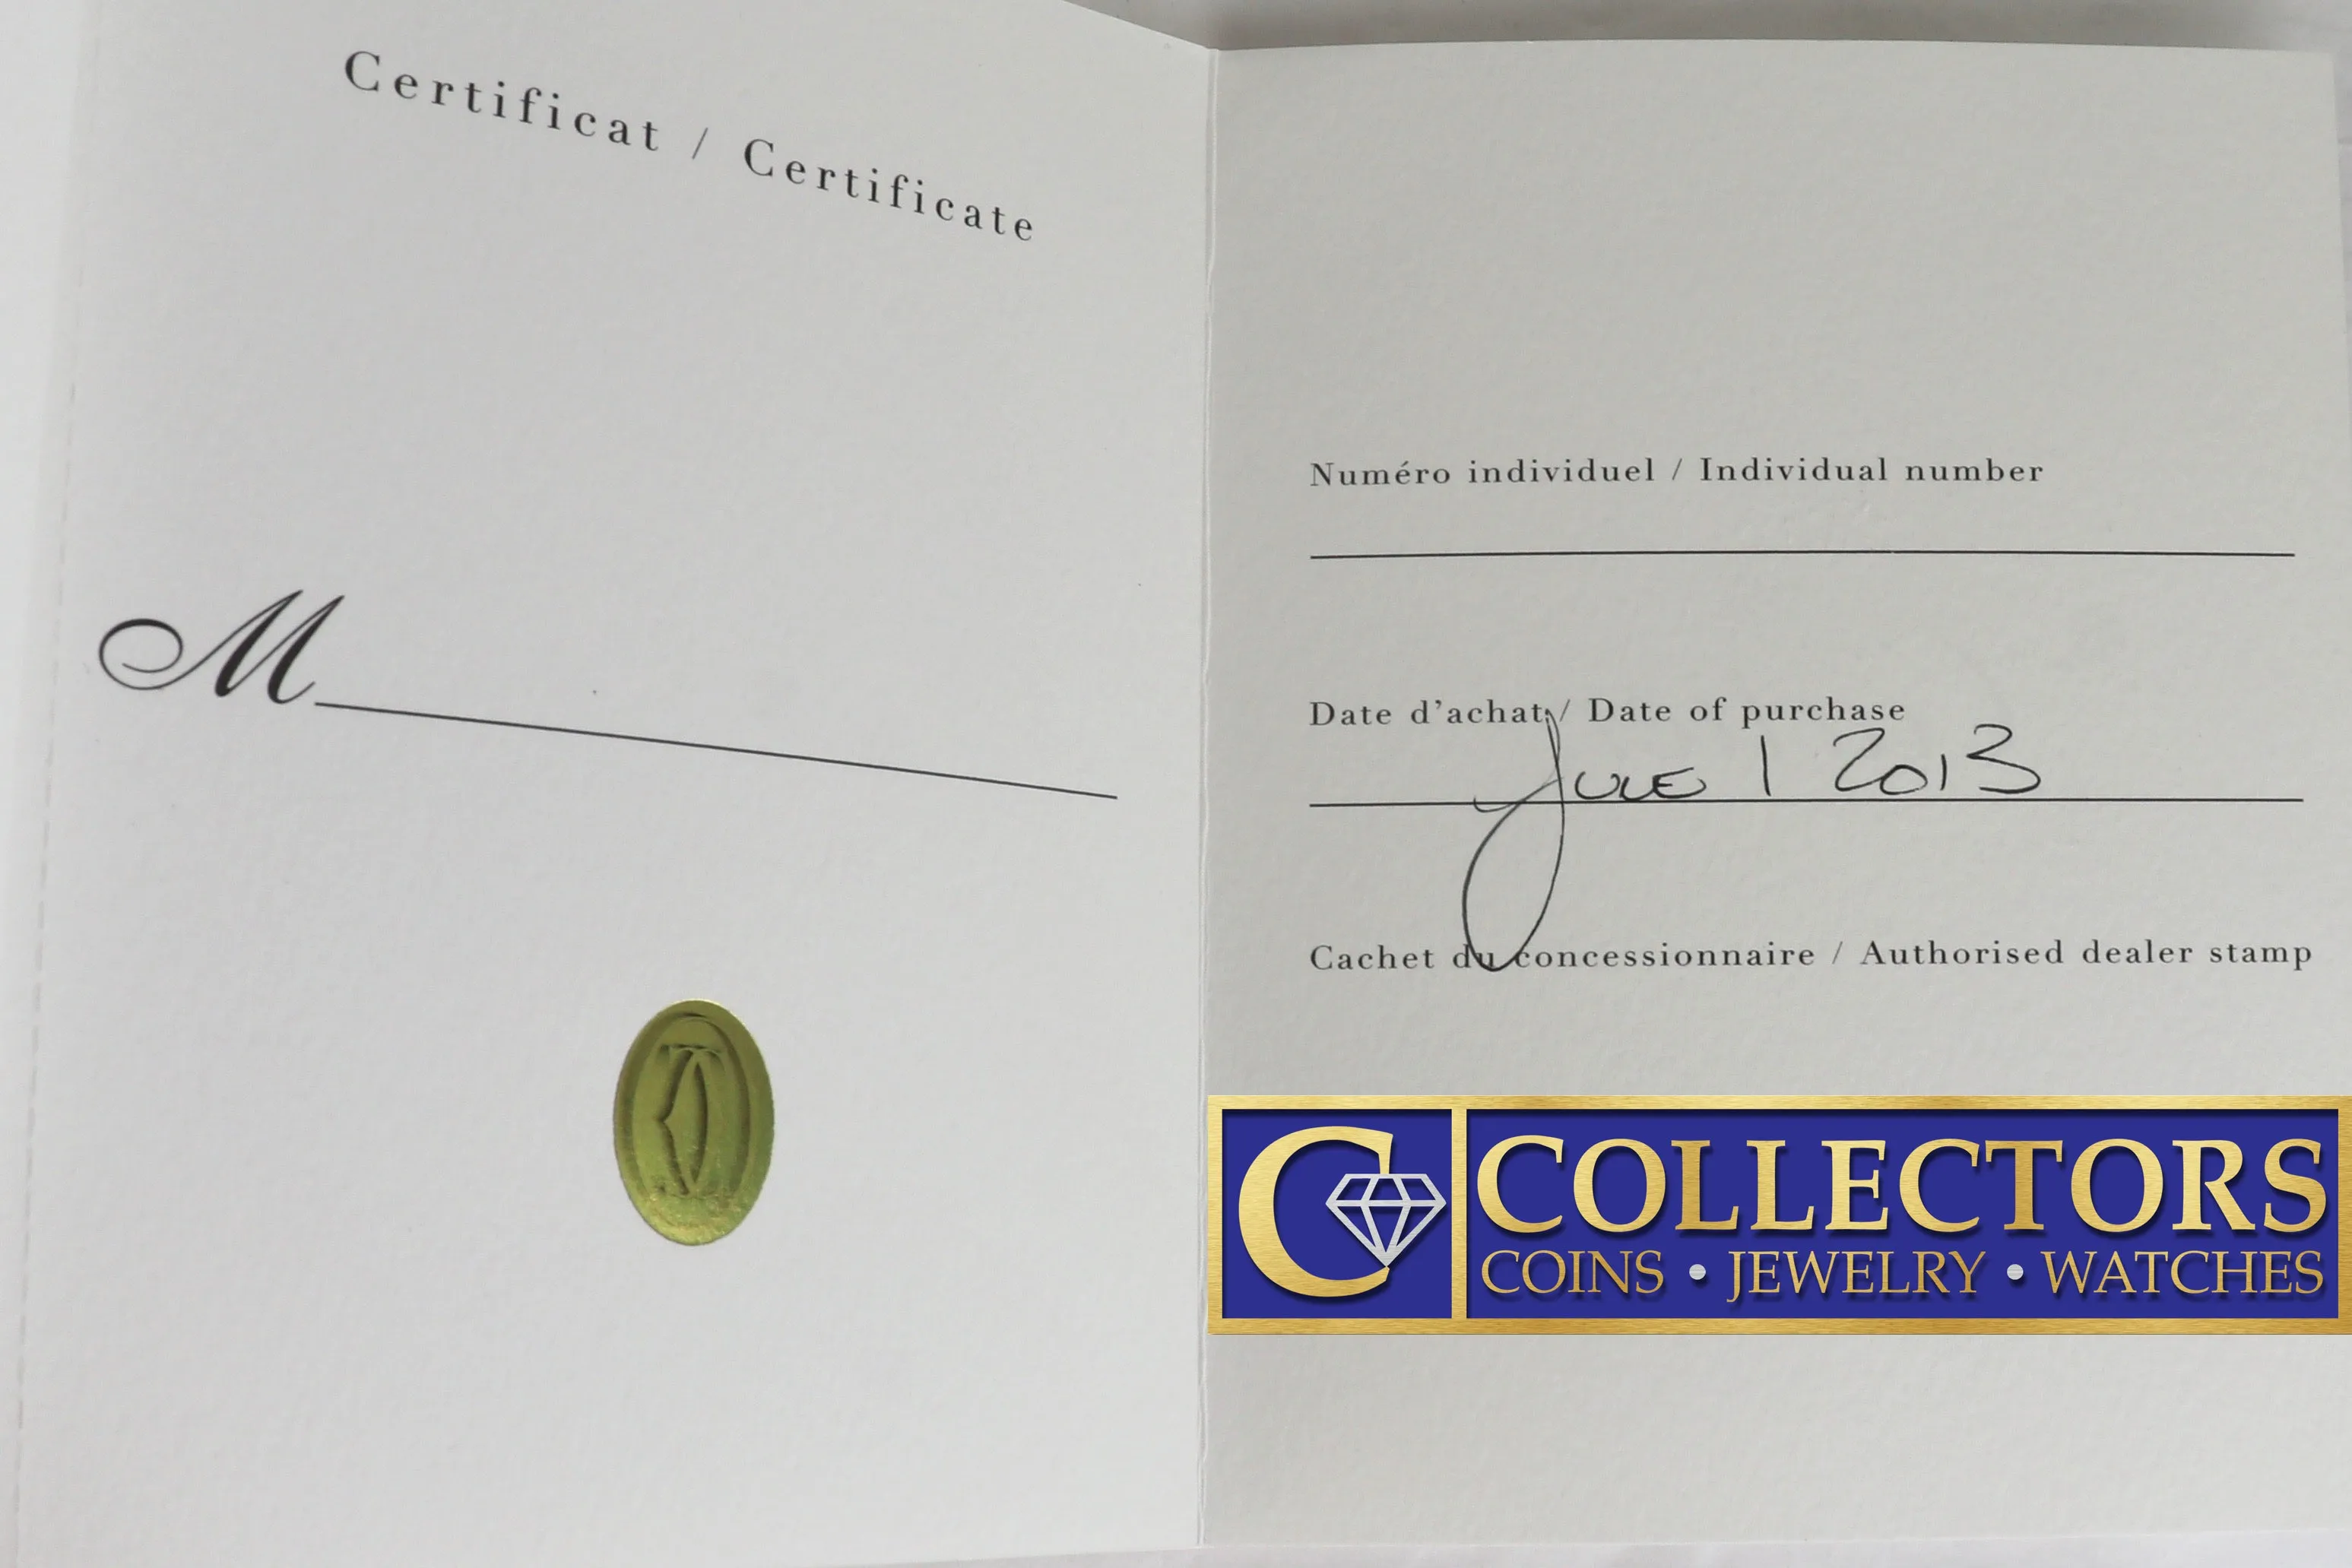 Certificat / Certificate
M
Numéro individuel / Individual number
Date d'achat / Date of purchase
June 1 2013
Cachet du concessionnaire / Authorised dealer stamp
C
COLLECTORS
COINS • JEWELRY • WATCHES